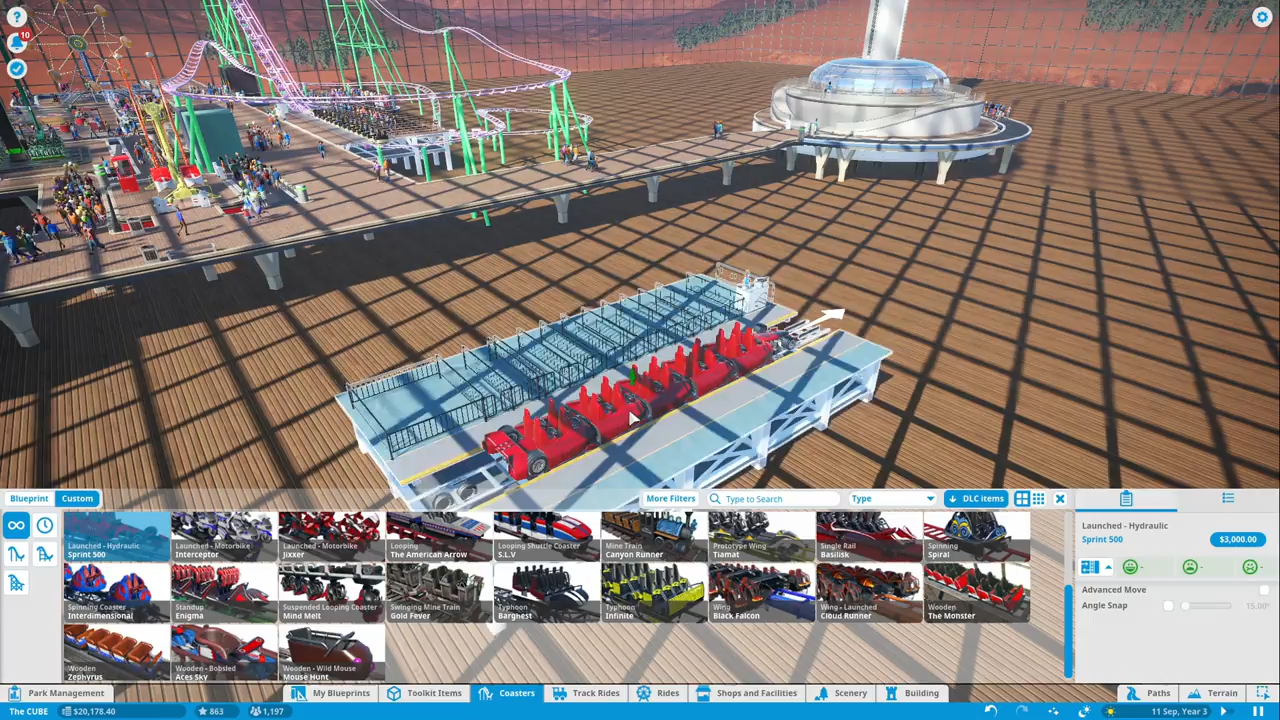 ?
10
Blueprint
Custom
More Filters
Type to Search
Type
DLC items
Launched - Hydraulic
Sprint 500
Launched - Motorbike
Interceptor
Launched - Motorbike
Jixxer
Looping
The American Arrow
Looping Shuttle Coaster
S.L.V
Mine Train
Canyon Runner
Prototype Wing
Tiamat
Single Rail
Basilisk
Spinning
Spiral
Spinning Coaster
Interdimensional
Standup
Enigma
Suspended Looping Coaster
Mind Melt
Swinging Mine Train
Gold Fever
Typhoon
Barghest
Typhoon
Infinite
Wing
Black Falcon
Wing - Launched
Cloud Runner
Wooden
The Monster
Wooden
Zephyrus
Wooden - Bobsled
Aces Sky
Wooden - Wild Mouse
Mouse Hunt
Launched - Hydraulic
Sprint 500
$3,000.00
- - -
Advanced Move
Angle Snap
15.00°
Park Management
My Blueprints
Toolkit Items
Coasters
Track Rides
Rides
Shops and Facilities
Scenery
Building
Paths
Terrain
The CUBE
$20,178.40
863
1,197
11 Sep, Year 3